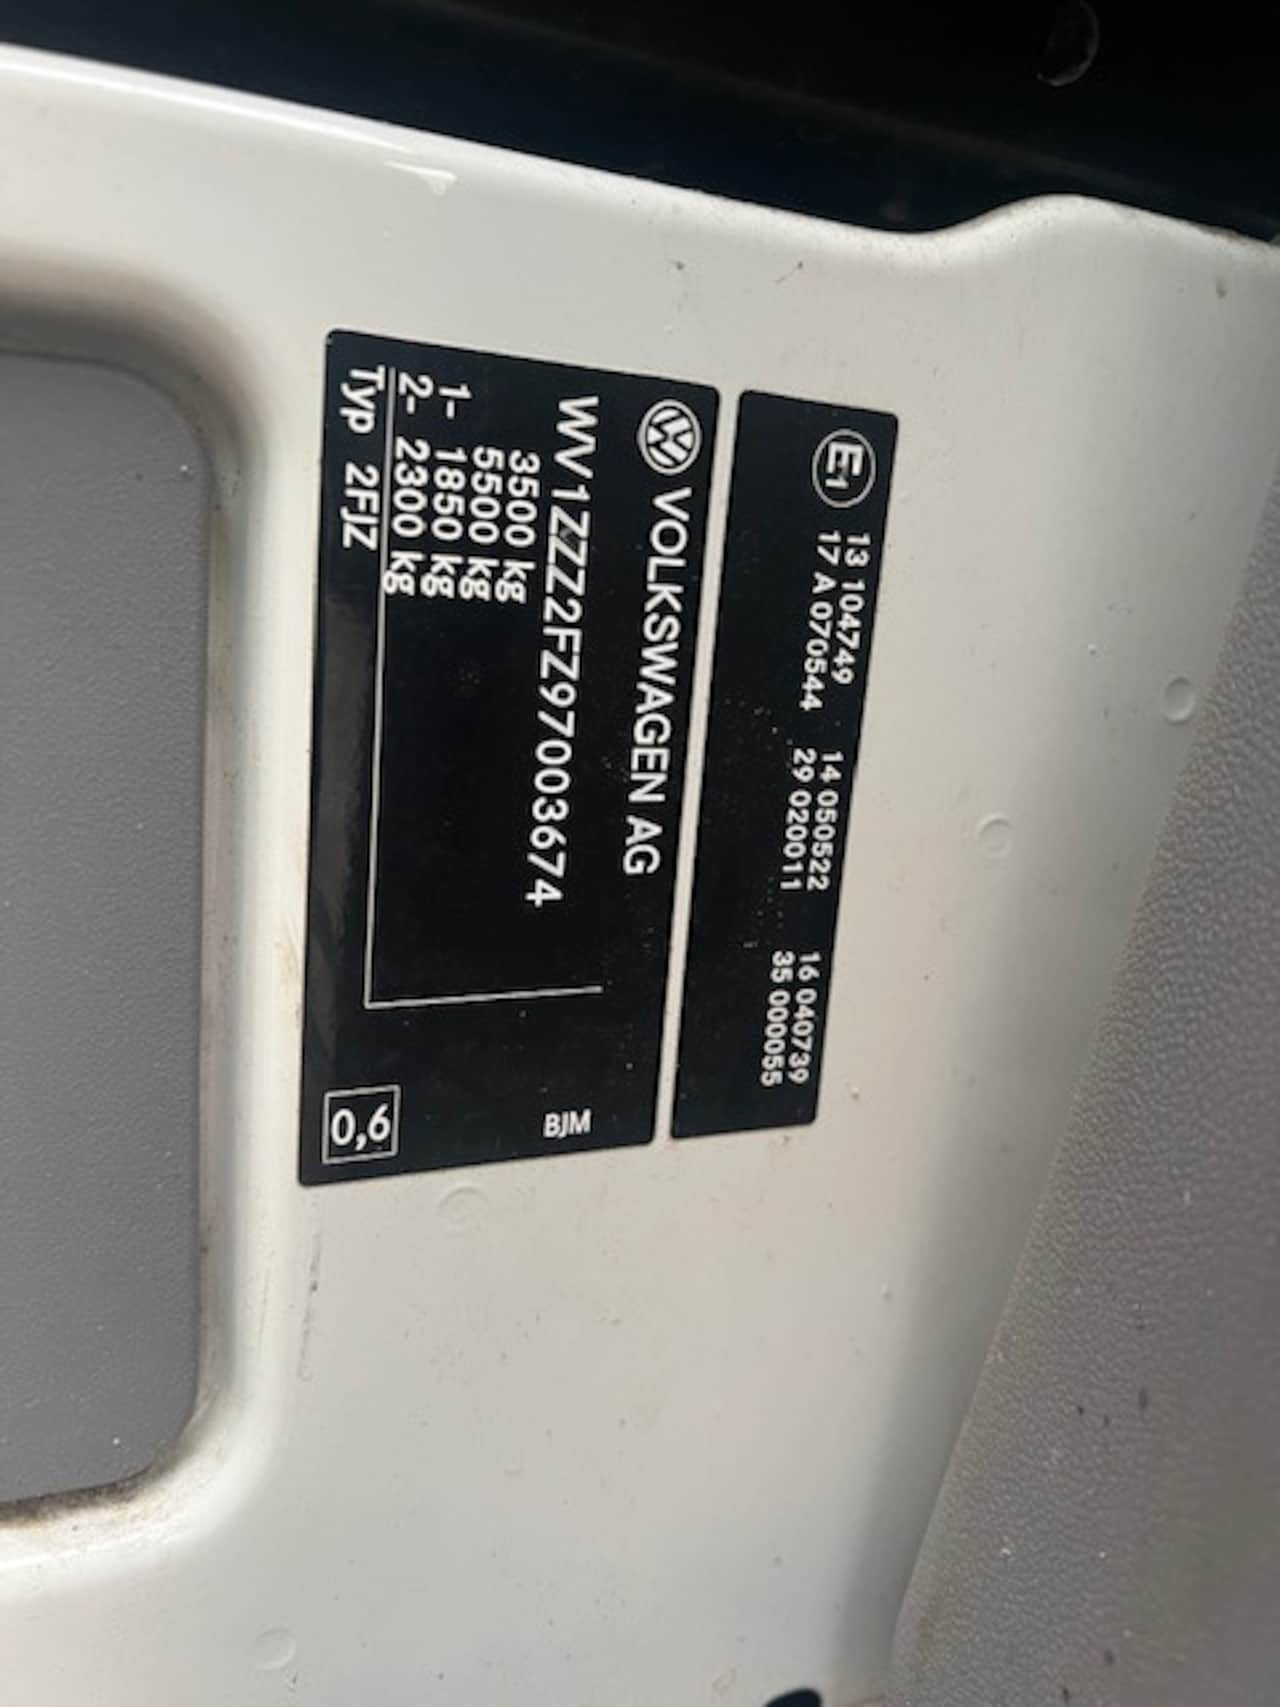 E1 13 104749 14 050522 16 040739
17 A 070544 29 020011 35 000055
VOLKSWAGEN AG
WV1ZZZ2FZ97003674
BJM
3500 kg
5500 kg
1- 1850 kg
2- 2300 kg
Typ 2FJZ
0,6